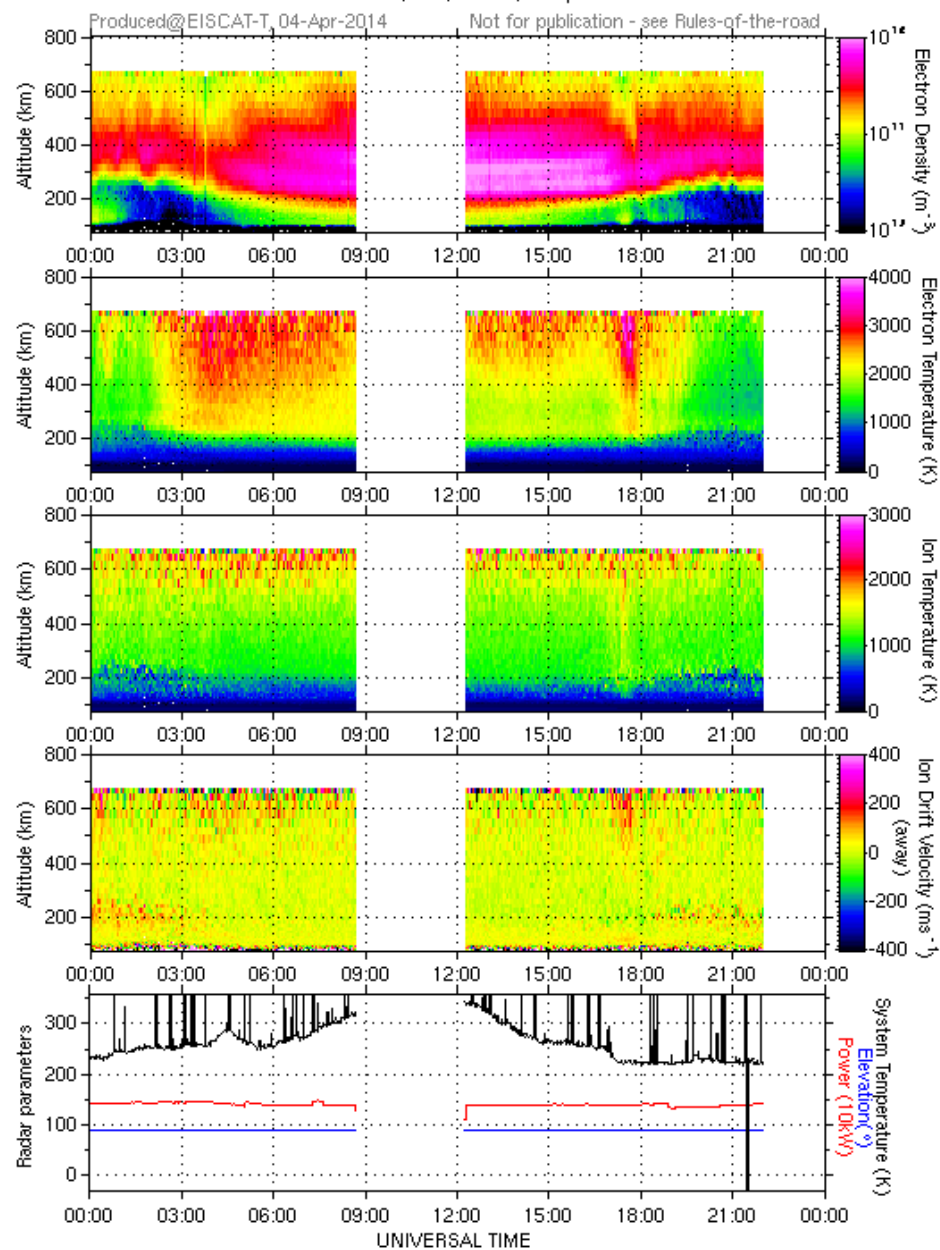 Produced@EISCAT-T, 04-Apr-2014 Not for publication - see Rules-of-the-road
800
600
400
200
Altitude (km)
00:00 03:00 06:00 09:00 12:00 15:00 18:00 21:00 00:00
10¹²
10¹¹
10¹⁰
Electron Density (m⁻³)
800
600
400
200
Altitude (km)
00:00 03:00 06:00 09:00 12:00 15:00 18:00 21:00 00:00
4000
3000
2000
1000
0
Electron Temperature (K)
800
600
400
200
Altitude (km)
00:00 03:00 06:00 09:00 12:00 15:00 18:00 21:00 00:00
3000
2000
1000
0
Ion Temperature (K)
800
600
400
200
Altitude (km)
00:00 03:00 06:00 09:00 12:00 15:00 18:00 21:00 00:00
400
200
0
-200
-400
Ion Drift Velocity (ms⁻¹)
(away)
300
200
100
0
Radar parameters
00:00 03:00 06:00 09:00 12:00 15:00 18:00 21:00 00:00
System Temperature (K)
Elevation(°)
Power (10kW)
UNIVERSAL TIME